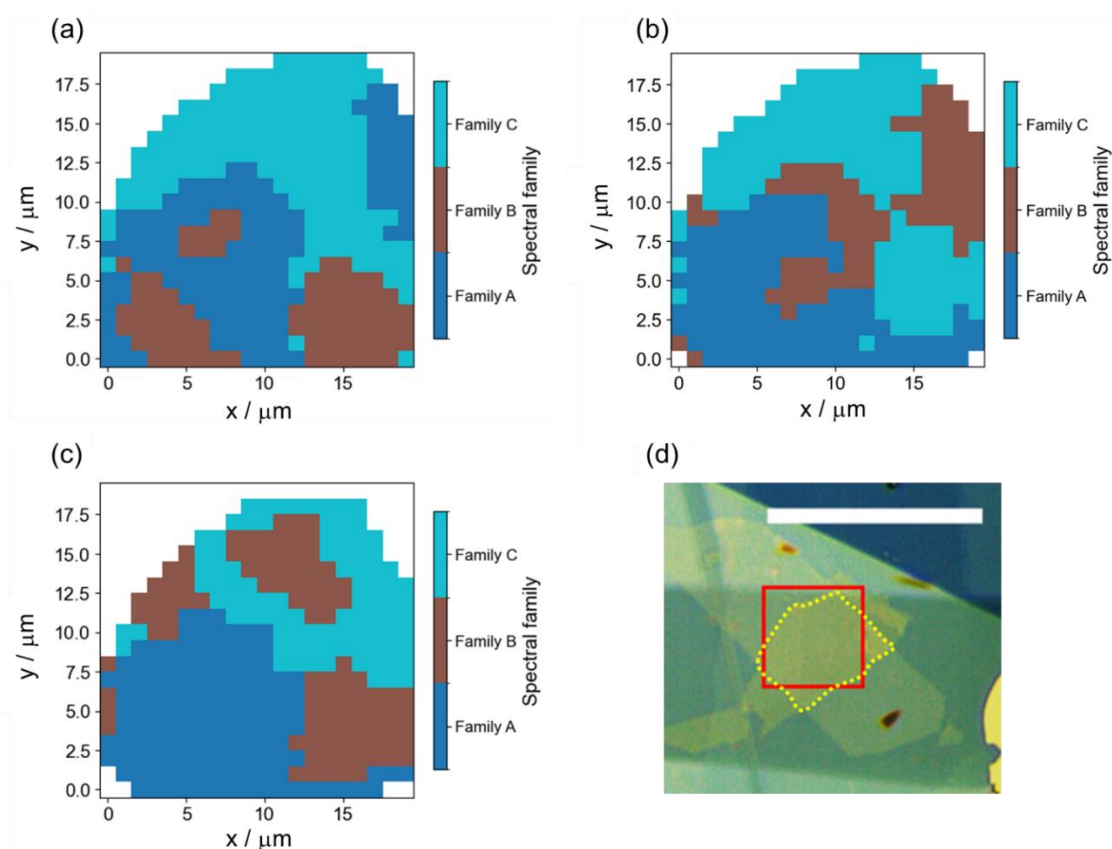 (a)
17.5
15.0
12.5
10.0
7.5
5.0
2.5
0.0
y / μm
0 5 10 15
x / μm
Family C
Family B
Family A
Spectral family
(b)
17.5
15.0
12.5
10.0
7.5
5.0
2.5
0.0
y / μm
0 5 10 15
x / μm
Family C
Family B
Family A
Spectral family
(c)
17.5
15.0
12.5
10.0
7.5
5.0
2.5
0.0
y / μm
0 5 10 15
x / μm
Family C
Family B
Family A
Spectral family
(d)